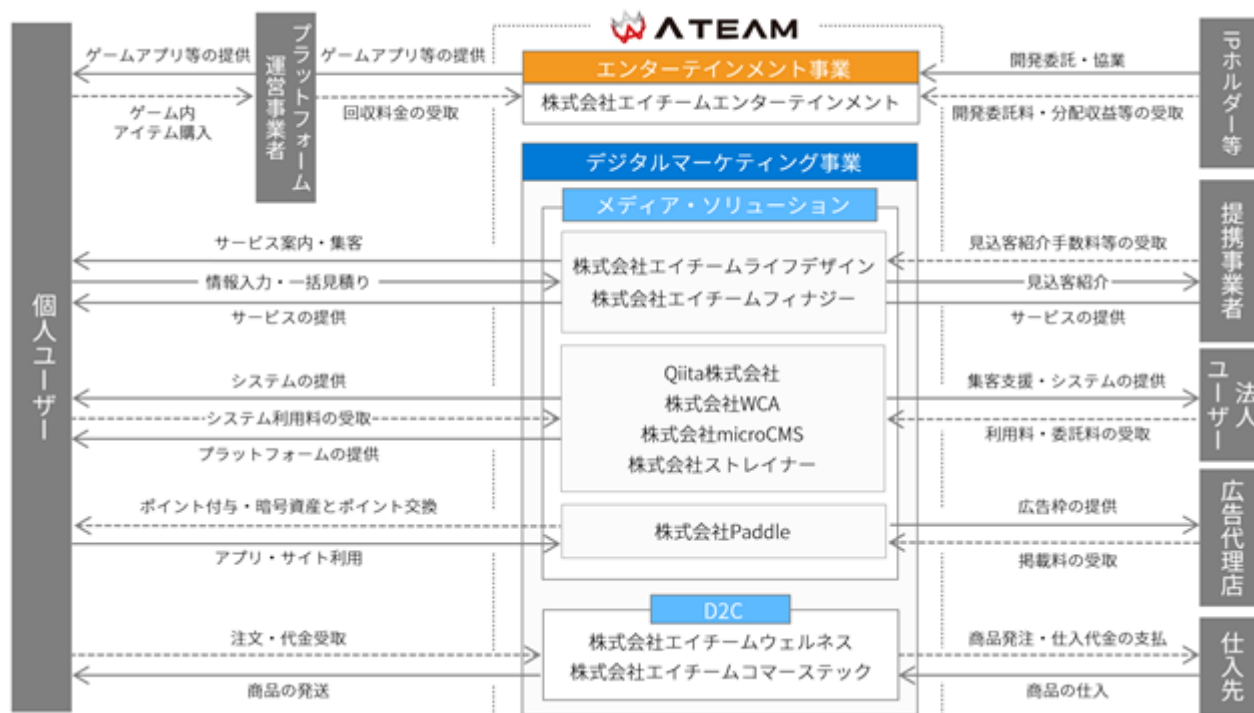 ATEAM
個人ユーザー
プラットフォーム
運営事業者
ゲームアプリ等の提供
ゲーム内
アイテム購入
ゲームアプリ等の提供
回収料金の受取
エンターテインメント事業
株式会社エイチームエンターテインメント
開発委託・協業
開発委託料・分配収益等の受取
IPホルダー等
デジタルマーケティング事業
メディア・ソリューション
サービス案内・集客
情報入力・一括見積り
サービスの提供
株式会社エイチームライフデザイン
株式会社エイチームフィナジー
見込客紹介手数料等の受取
見込客紹介
サービスの提供
提携事業者
システムの提供
システム利用料の受取
プラットフォームの提供
Qiita株式会社
株式会社WCA
株式会社microCMS
株式会社ストレイナー
集客支援・システムの提供
利用料・委託料の受取
法人
ユーザー
ポイント付与・暗号資産とポイント交換
アプリ・サイト利用
株式会社Paddle
広告枠の提供
掲載料の受取
広告代理店
D2C
注文・代金受取
商品の発送
株式会社エイチームウェルネス
株式会社エイチームコマーステック
商品発注・仕入代金の支払
商品の仕入
仕入先